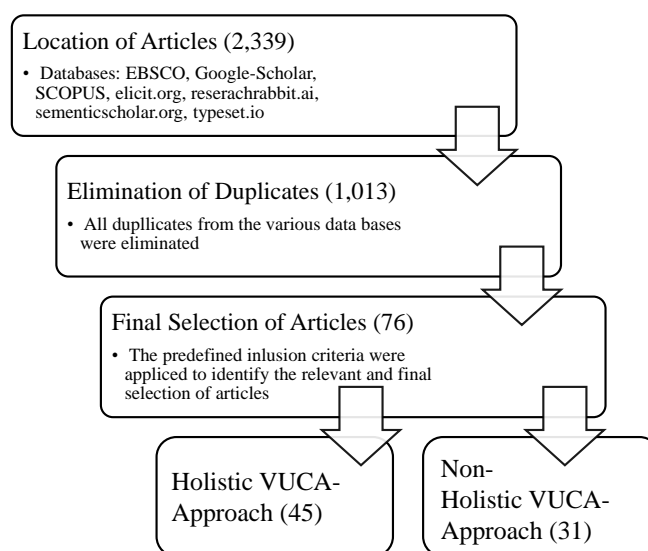 Location of Articles (2,339)
• Databases: EBSCO, Google-Scholar,
SCOPUS, elicit.org, reserachrabbit.ai,
sementicscholar.org, typeset.io
Elimination of Duplicates (1,013)
• All dupllicates from the various data bases
were eliminated
Final Selection of Articles (76)
• The predefined inlusion criteria were
appliced to identify the relevant and final
selection of articles
Holistic VUCA-
Approach (45)
Non-
Holistic VUCA-
Approach (31)